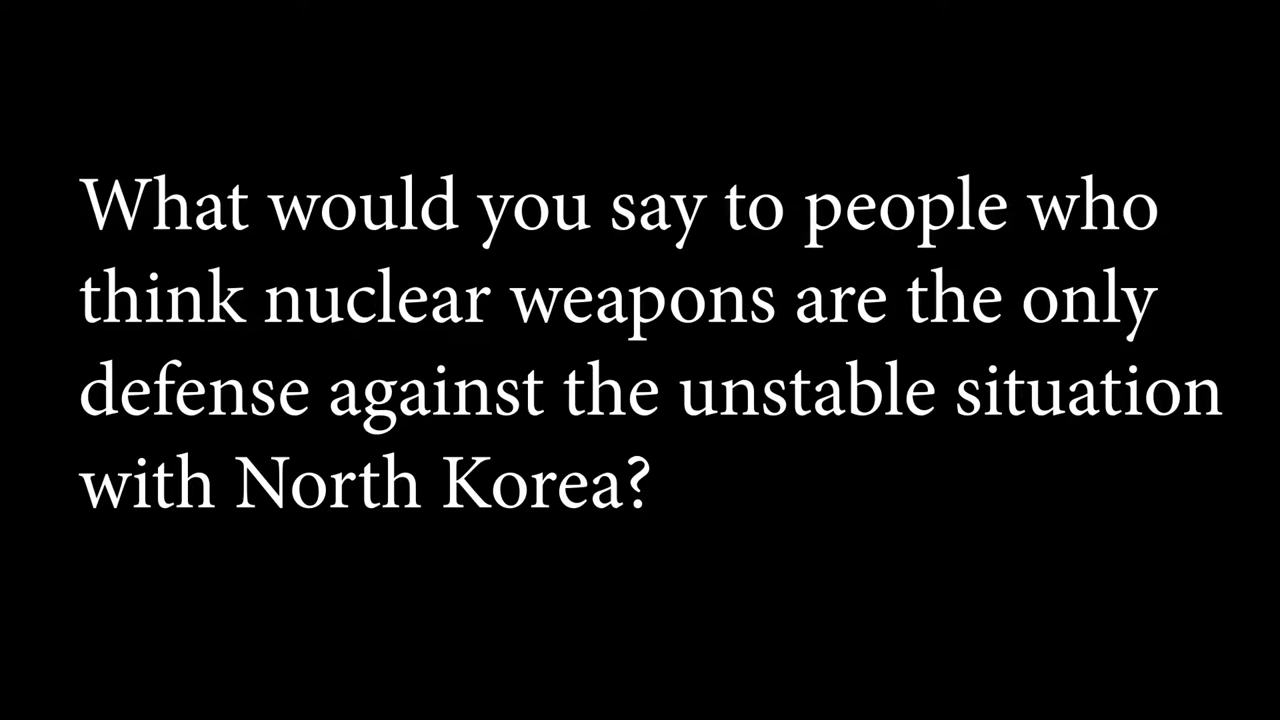 What would you say to people who
think nuclear weapons are the only
defense against the unstable situation
with North Korea?